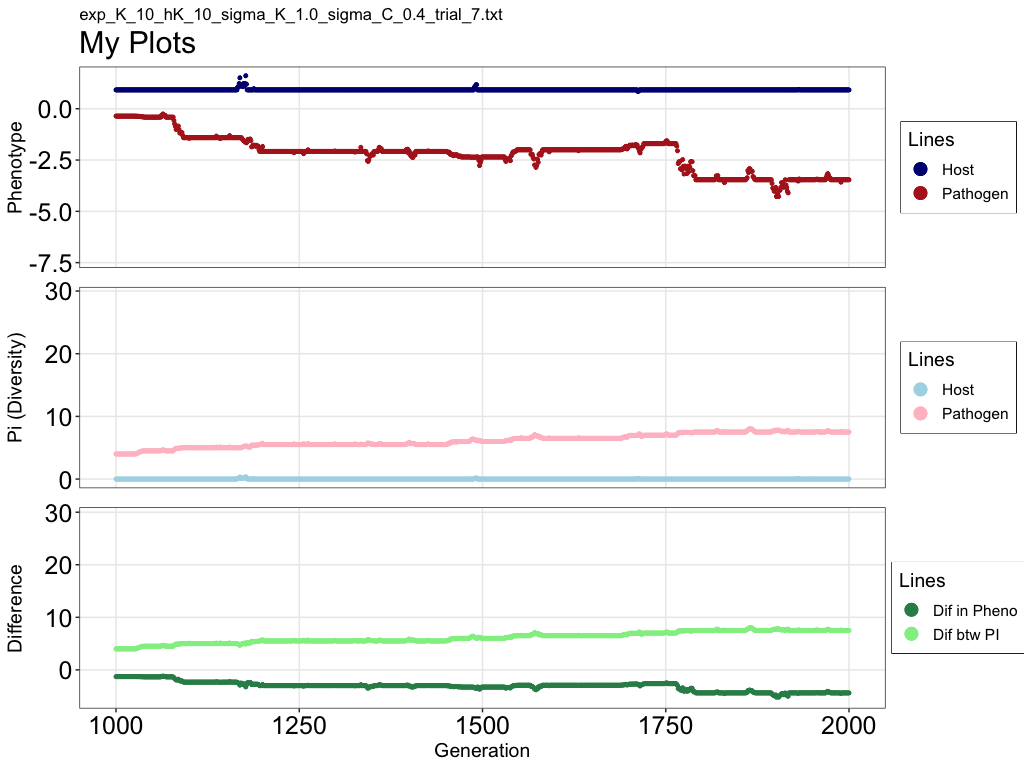 exp_K_10_hK_10_sigma_K_1.0_sigma_C_0.4_trial_7.txt
My Plots
Phenotype
0.0
-2.5
-5.0
-7.5
Lines
Host
Pathogen
Pi (Diversity)
30
20
10
0
Lines
Host
Pathogen
Difference
30
20
10
0
Lines
Dif in Pheno
Dif btw PI
1000 1250 1500 1750 2000
Generation